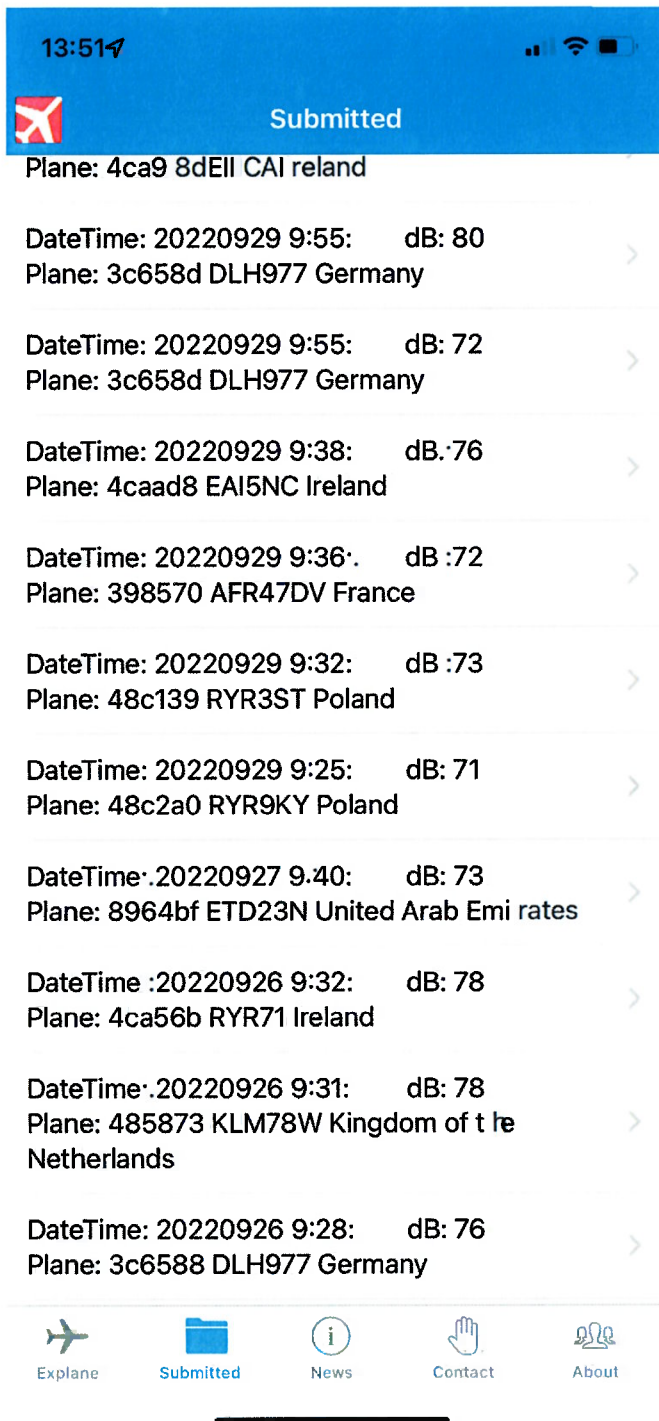 13:51
Submitted
Plane: 4ca9 8dEII CAI reland
DateTime: 20220929 9:55: dB: 80
Plane: 3c658d DLH977 Germany
DateTime: 20220929 9:55: dB: 72
Plane: 3c658d DLH977 Germany
DateTime: 20220929 9:38: dB.·76
Plane: 4caad8 EAI5NC Ireland
DateTime: 20220929 9:36·. dB :72
Plane: 398570 AFR47DV France
DateTime: 20220929 9:32: dB :73
Plane: 48c139 RYR3ST Poland
DateTime: 20220929 9:25: dB: 71
Plane: 48c2a0 RYR9KY Poland
DateTime·.20220927 9.40: dB: 73
Plane: 8964bf ETD23N United Arab Emi rates
DateTime :20220926 9:32: dB: 78
Plane: 4ca56b RYR71 Ireland
DateTime·.20220926 9:31: dB: 78
Plane: 485873 KLM78W Kingdom of t he
Netherlands
DateTime: 20220926 9:28: dB: 76
Plane: 3c6588 DLH977 Germany
Explane Submitted News Contact About